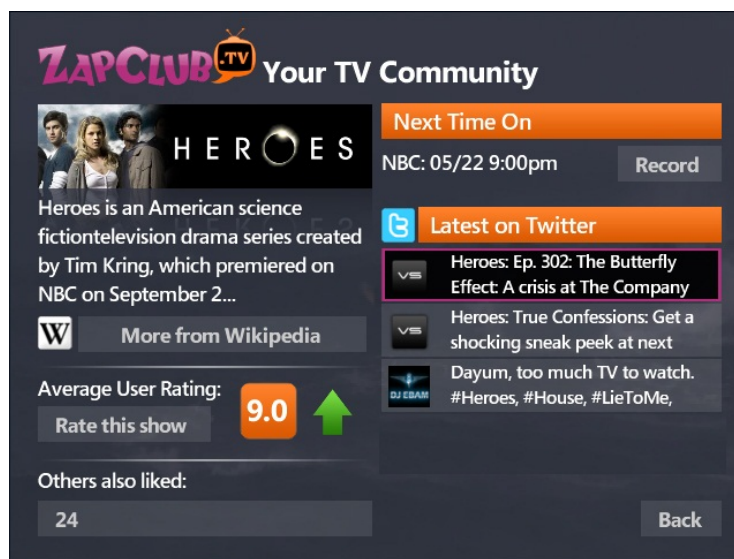 ZAPCLUB.TV Your TV Community
HEROES
Heroes is an American science
fictiontelevision drama series created
by Tim Kring, which premiered on
NBC on September 2...
W More from Wikipedia
Average User Rating:
Rate this show
9.0
Others also liked:
24
Next Time On
NBC: 05/22 9:00pm Record
Latest on Twitter
VS
Heroes: Ep. 302: The Butterfly
Effect: A crisis at The Company
VS
Heroes: True Confessions: Get a
shocking sneak peek at next
DJ EBAM
Dayum, too much TV to watch.
#Heroes, #House, #LieToMe,
Back